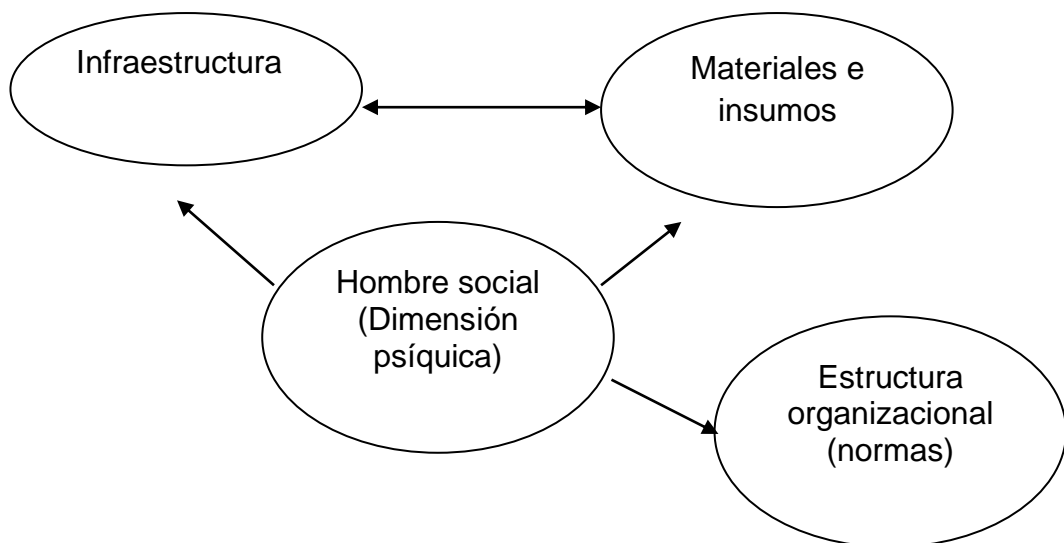 Infraestructura
Materiales e
insumos
Hombre social
(Dimensión
psíquica)
Estructura
organizacional
(normas)